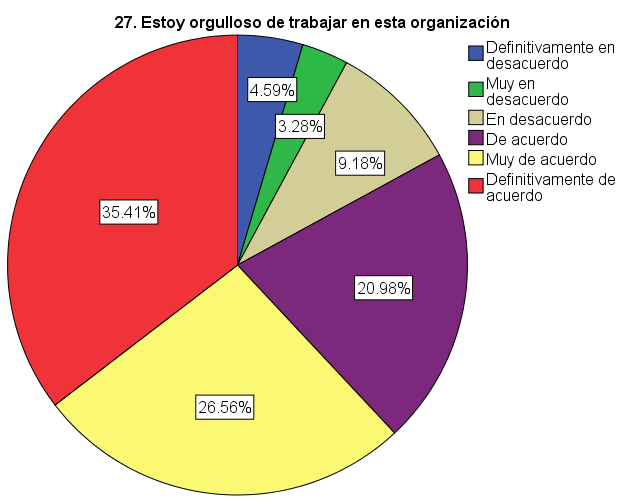 27. Estoy orgulloso de trabajar en esta organización
Definitivamente en
desacuerdo
Muy en
desacuerdo
En desacuerdo
De acuerdo
Muy de acuerdo
Definitivamente de
acuerdo
4.59%
3.28%
9.18%
20.98%
26.56%
35.41%